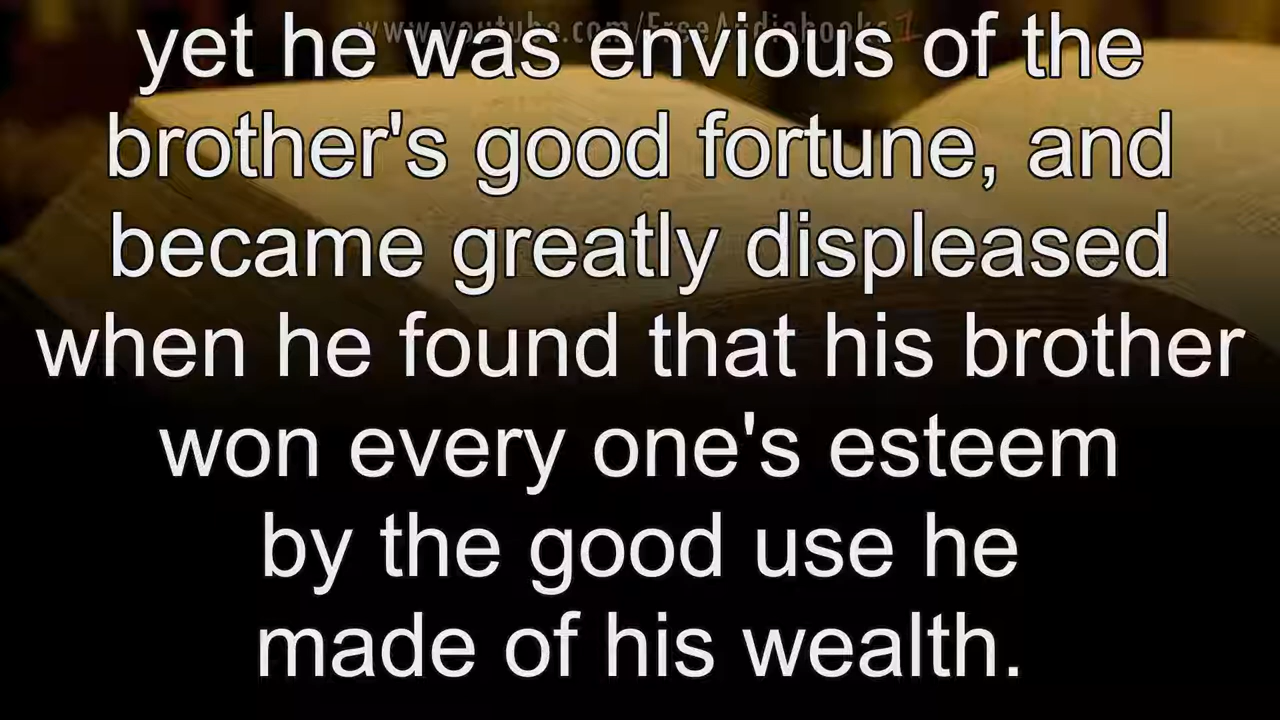 www.youtube.com/FreeAudiobooks1
yet he was envious of the
brother's good fortune, and
became greatly displeased
when he found that his brother
won every one's esteem
by the good use he
made of his wealth.